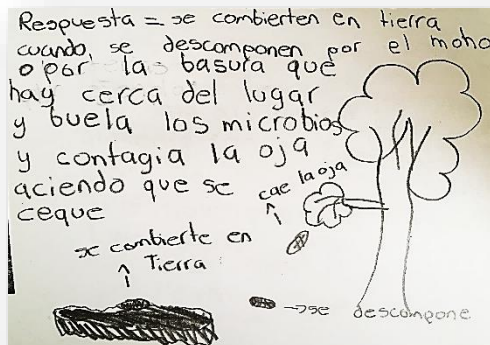 Respuesta = se combierten en tierra
cuando, se descomponen por el moho
o por la basura que
hay cerca del lugar
y buela los microbios
y contagia la oja
aciendo que se
ceque
cae la oja
se combierte en
Tierra
→se descompone